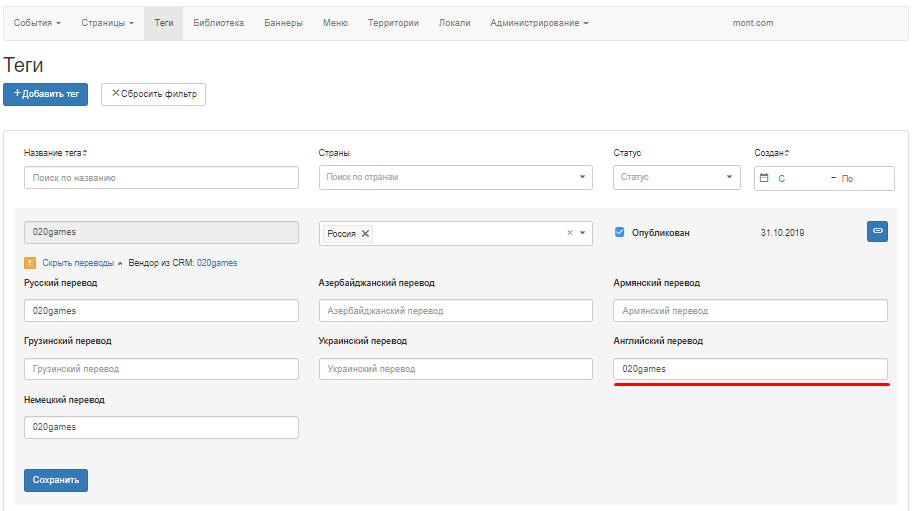 События Страницы Теги Библиотека Баннеры Меню Территории Локали Администрирование mont.com
Теги
+Добавить тег ×Сбросить фильтр
Название тега Страны Статус Создан
Поиск по названию Поиск по странам Статус С – По
020games Россия × × Опубликован 31.10.2019
! Скрыть переводы Вендор из CRM: 020games
Русский перевод Азербайджанский перевод Армянский перевод
020games Азербайджанский перевод Армянский перевод
Грузинский перевод Украинский перевод Английский перевод
Грузинский перевод Украинский перевод 020games
Немецкий перевод
020games
Сохранить